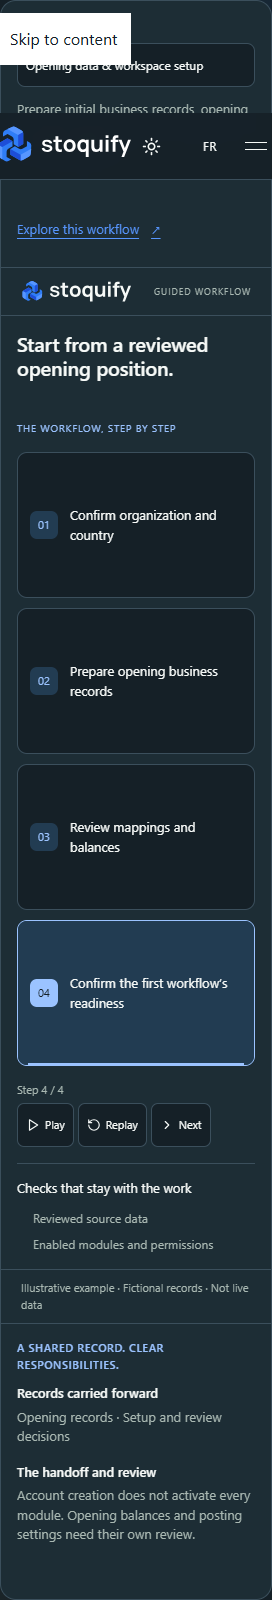 Skip to content
Opening data & workspace setup
Prepare initial business records, opening
stoquify
FR
Explore this workflow ↗
stoquify
GUIDED WORKFLOW
Start from a reviewed
opening position.
THE WORKFLOW, STEP BY STEP
01
Confirm organization and
country
02
Prepare opening business
records
03
Review mappings and
balances
04
Confirm the first workflow's
readiness
Step 4 / 4
Play
Replay
Next
Checks that stay with the work
Reviewed source data
Enabled modules and permissions
Illustrative example · Fictional records · Not live
data
A SHARED RECORD. CLEAR
RESPONSIBILITIES.
Records carried forward
Opening records · Setup and review
decisions
The handoff and review
Account creation does not activate every
module. Opening balances and posting
settings need their own review.